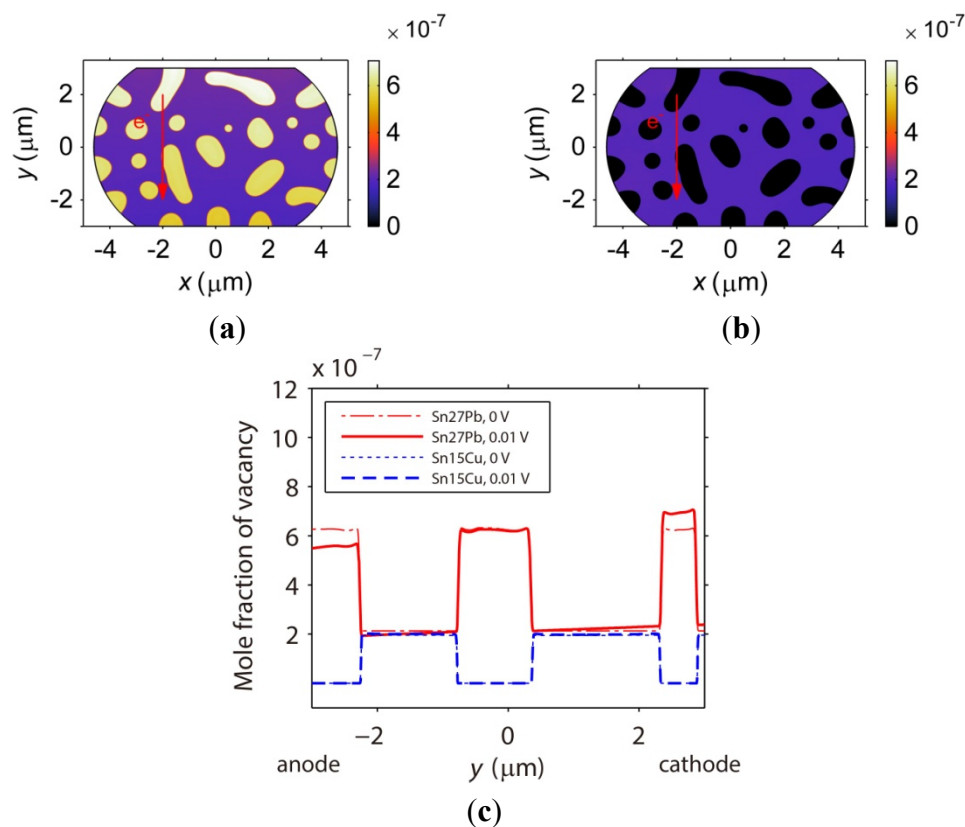 × 10⁻⁷
× 10⁻⁷
2
0
-2
y (μm)
e⁻
-4 -2 0 2 4
x (μm)
6
4
2
0
2
0
-2
y (μm)
e⁻
-4 -2 0 2 4
x (μm)
6
4
2
0
(a)
(b)
x 10 ⁻⁷
12
10
8
6
4
2
Mole fraction of vacancy
Sn27Pb, 0 V
Sn27Pb, 0.01 V
Sn15Cu, 0 V
Sn15Cu, 0.01 V
−2 0 2
anode y (μm) cathode
(c)